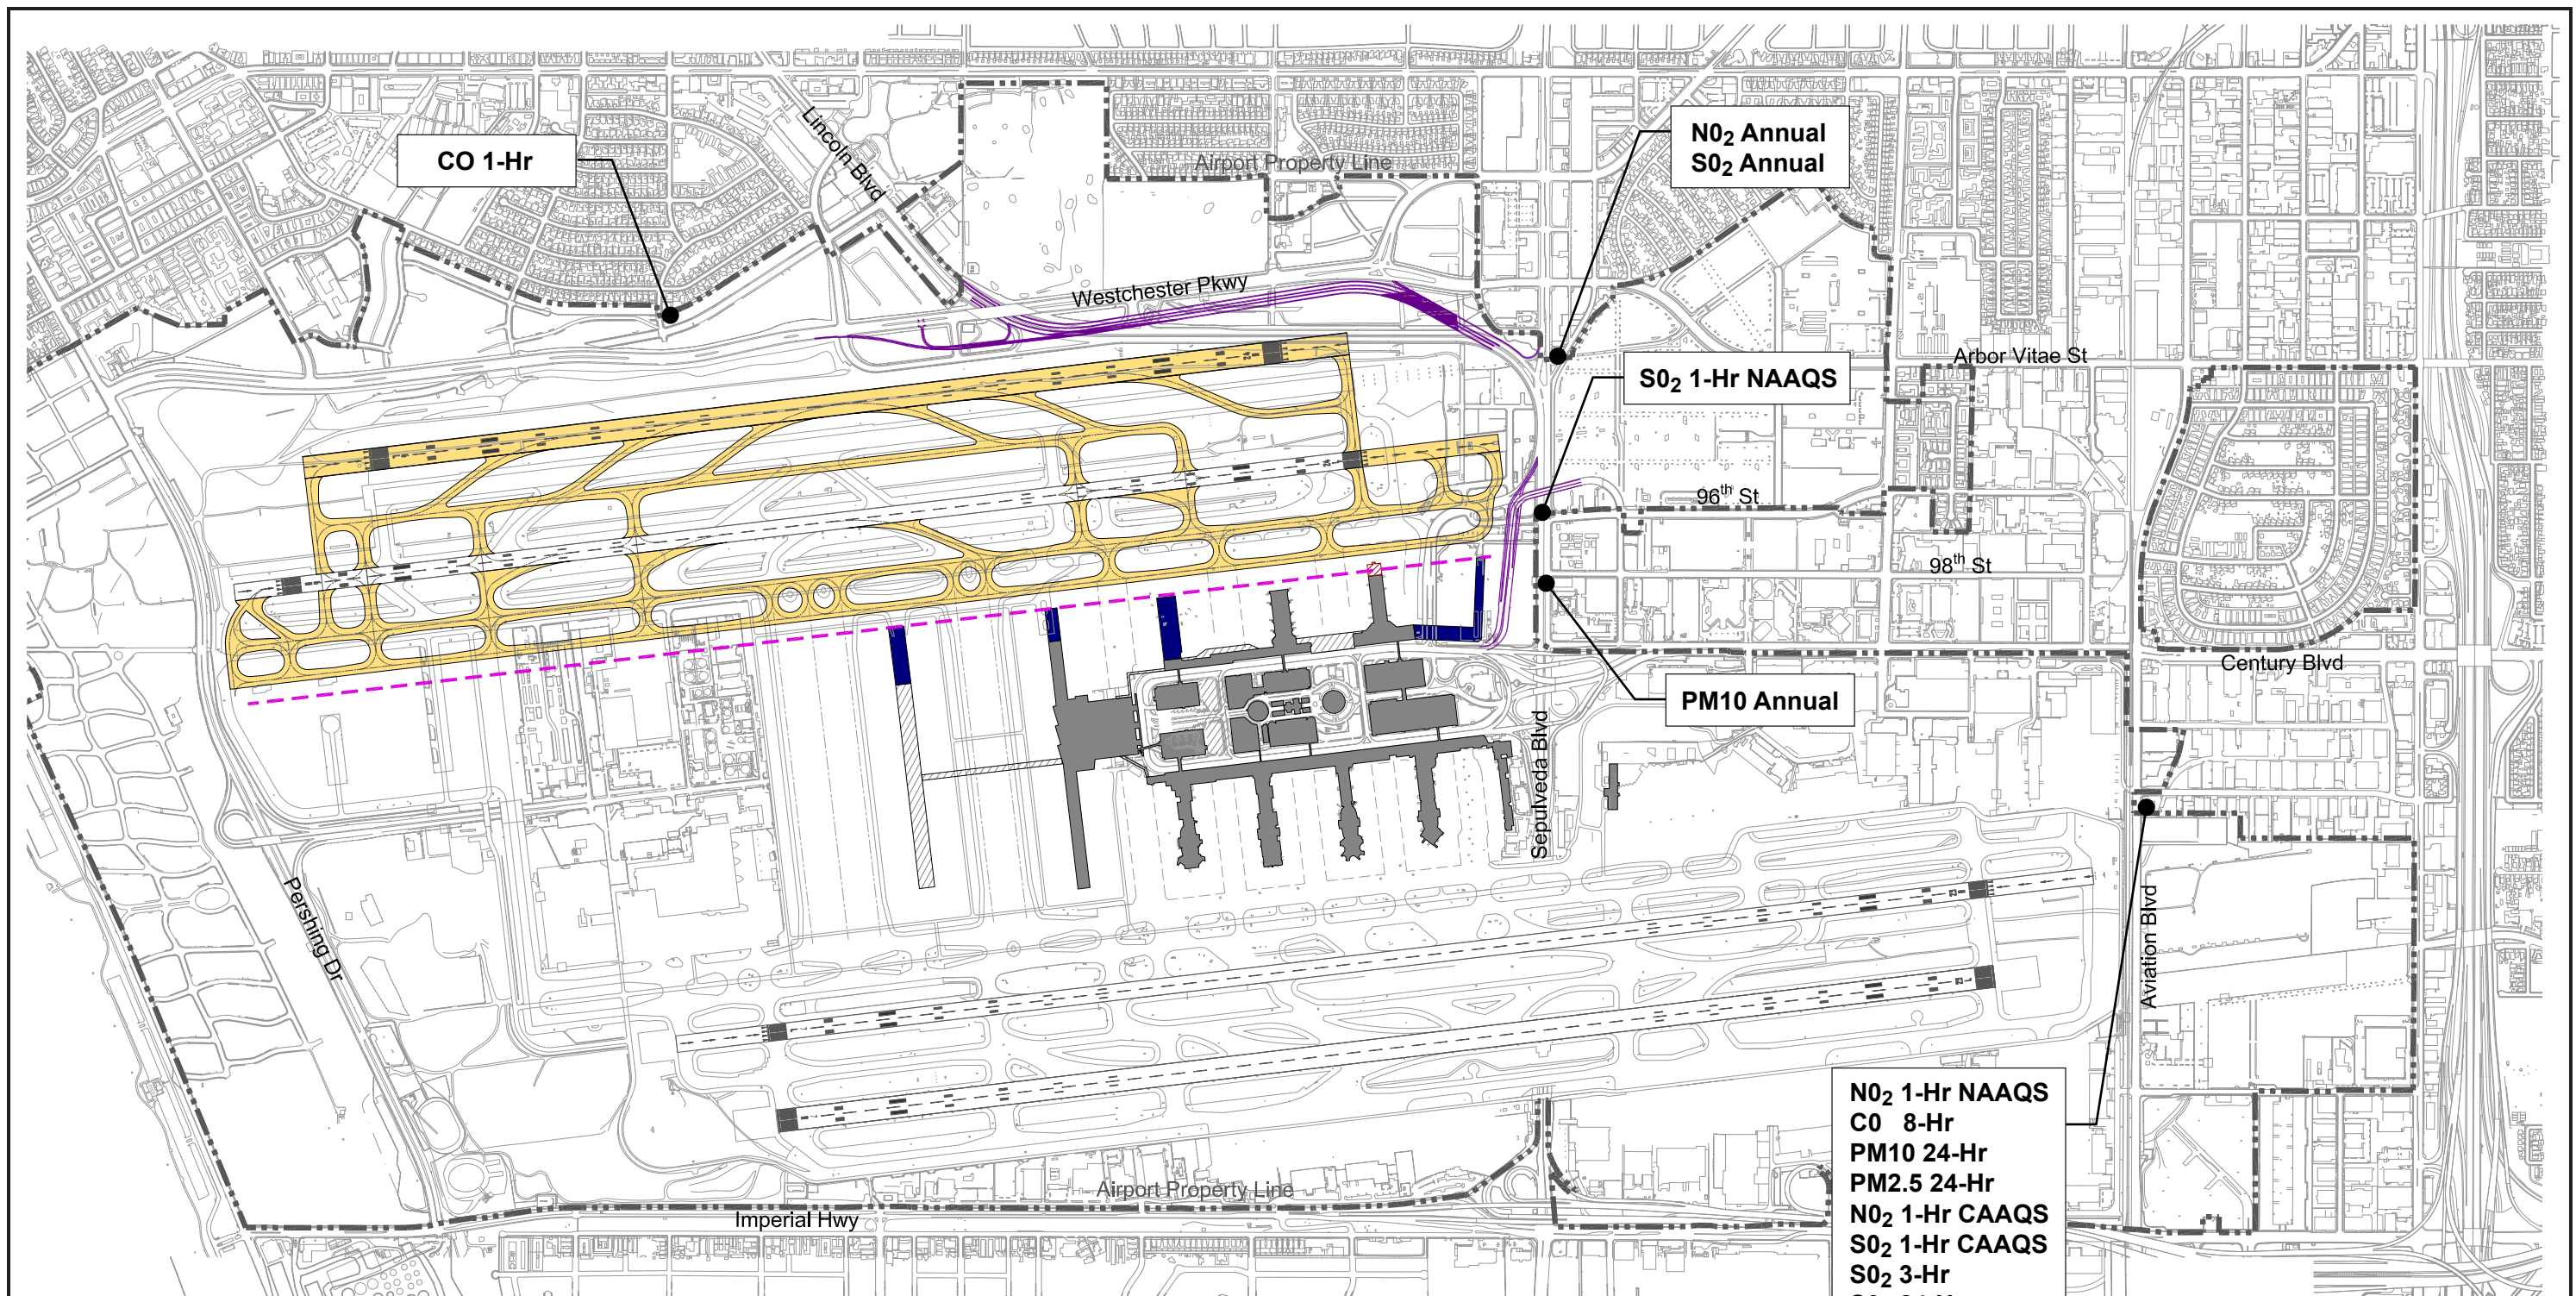 Lincoln Blvd
CO 1-Hr
N0₂ Annual
S0₂ Annual
Airport Property Line
Westchester Pkwy
Arbor Vitae St
S0₂ 1-Hr NAAQS
96th St
98th St
Century Blvd
PM10 Annual
Sepulveda Blvd
Pershing Dr
Aviation Blvd
N0₂ 1-Hr NAAQS
C0 8-Hr
PM10 24-Hr
PM2.5 24-Hr
N0₂ 1-Hr CAAQS
S0₂ 1-Hr CAAQS
S0₂ 3-Hr
Airport Property Line
Imperial Hwy